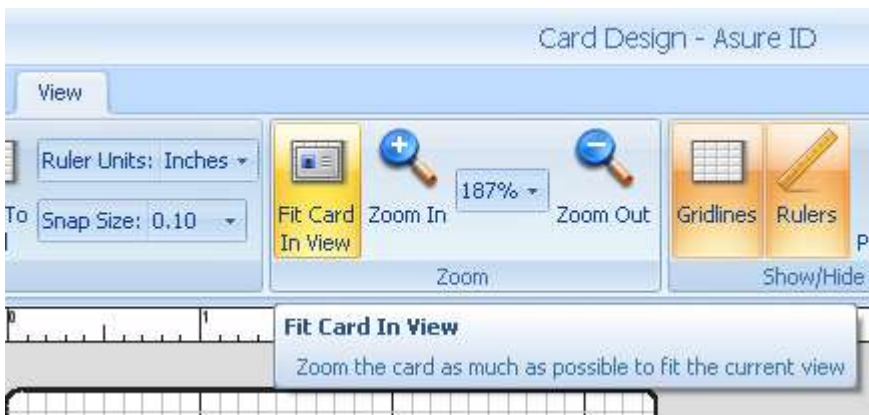 Card Design - Asure ID
View
Ruler Units: Inches
To
Snap Size: 0.10
Fit Card
In View
Zoom In
187%
Zoom Out
Gridlines
Rulers
P
Zoom
Show/Hide
0 1
Fit Card In View
Zoom the card as much as possible to fit the current view